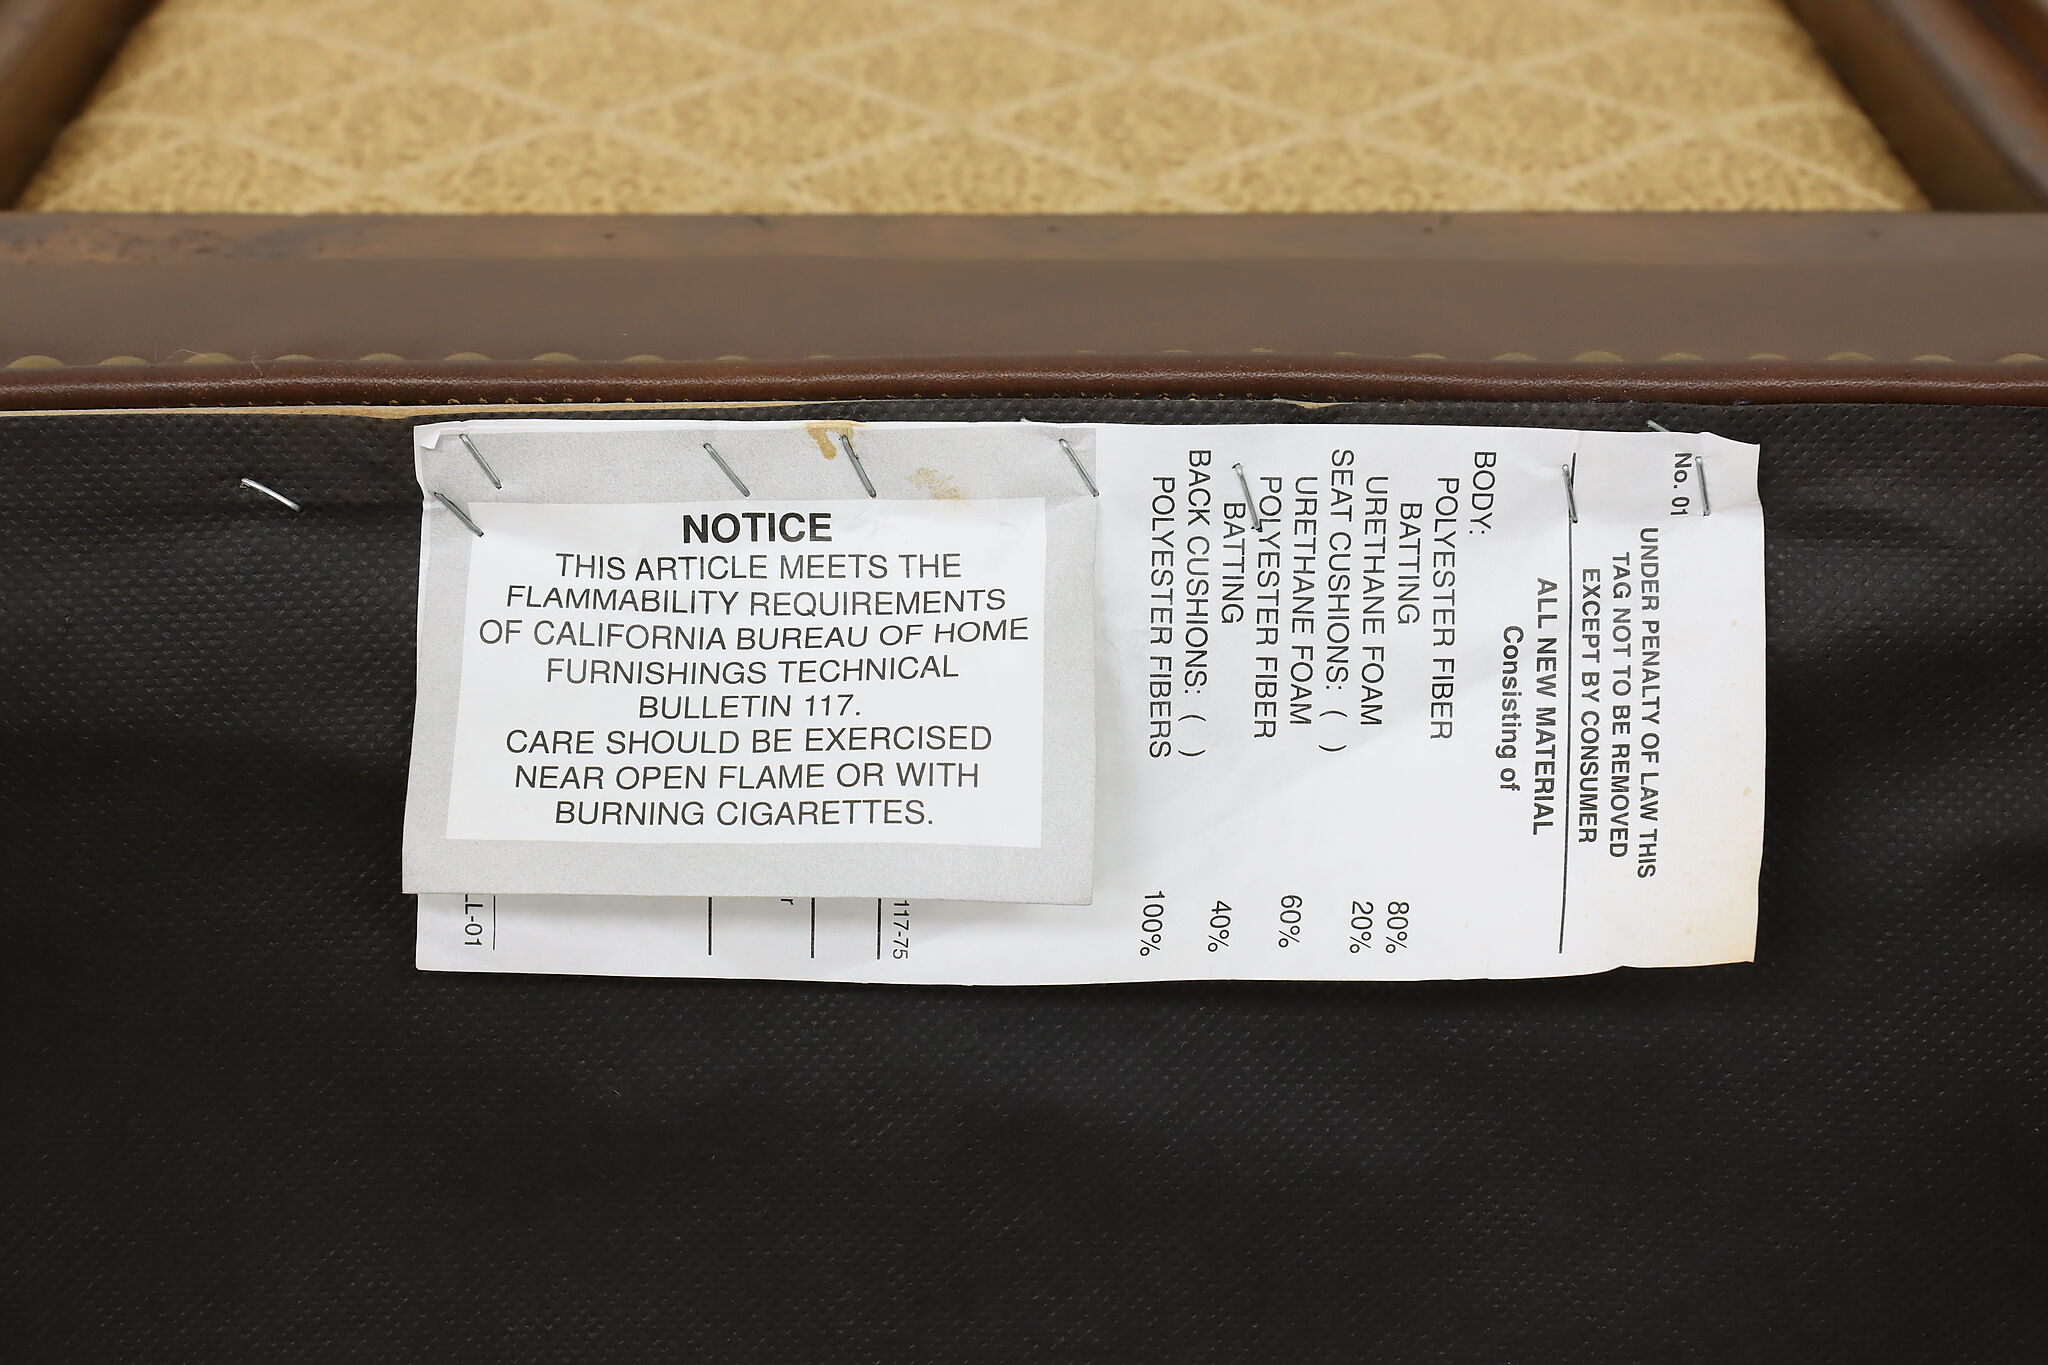 NOTICE
THIS ARTICLE MEETS THE
FLAMMABILITY REQUIREMENTS
OF CALIFORNIA BUREAU OF HOME
FURNISHINGS TECHNICAL
BULLETIN 117.
CARE SHOULD BE EXERCISED
NEAR OPEN FLAME OR WITH
BURNING CIGARETTES.
No. 01
UNDER PENALTY OF LAW THIS
TAG NOT TO BE REMOVED
EXCEPT BY CONSUMER
ALL NEW MATERIAL
Consisting of
BODY:
POLYESTER FIBER
BATTING 80%
URETHANE FOAM 20%
SEAT CUSHIONS: ( )
URETHANE FOAM 60%
POLYESTER FIBER
BATTING 40%
BACK CUSHIONS: ( )
POLYESTER FIBERS 100%
117-75
r
L-01